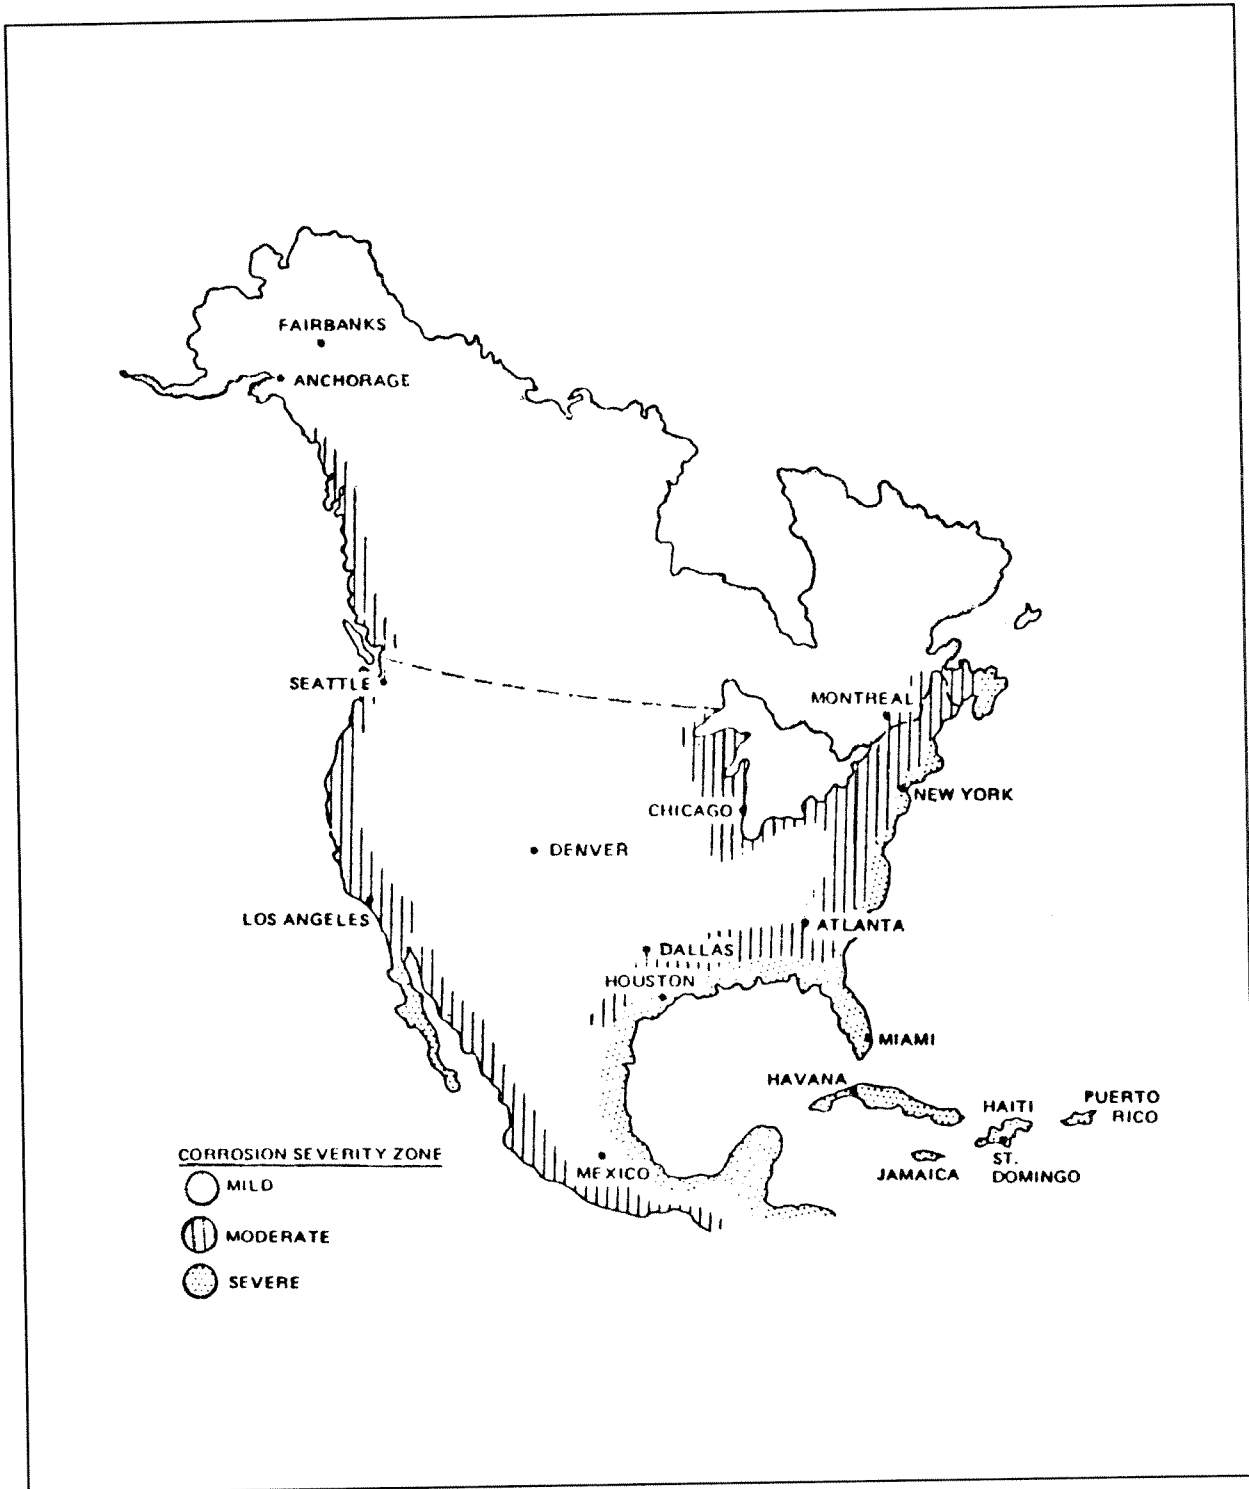 FAIRBANKS
ANCHORAGE
SEATTLE
MONTREAL
NEW YORK
CHICAGO
DENVER
LOS ANGELES
ATLANTA
DALLAS
HOUSTON
MIAMI
HAVANA
HAITI
PUERTO
RICO
JAMAICA
ST.
DOMINGO
MEXICO
CORROSION SEVERITY ZONE
MILD
MODERATE
SEVERE